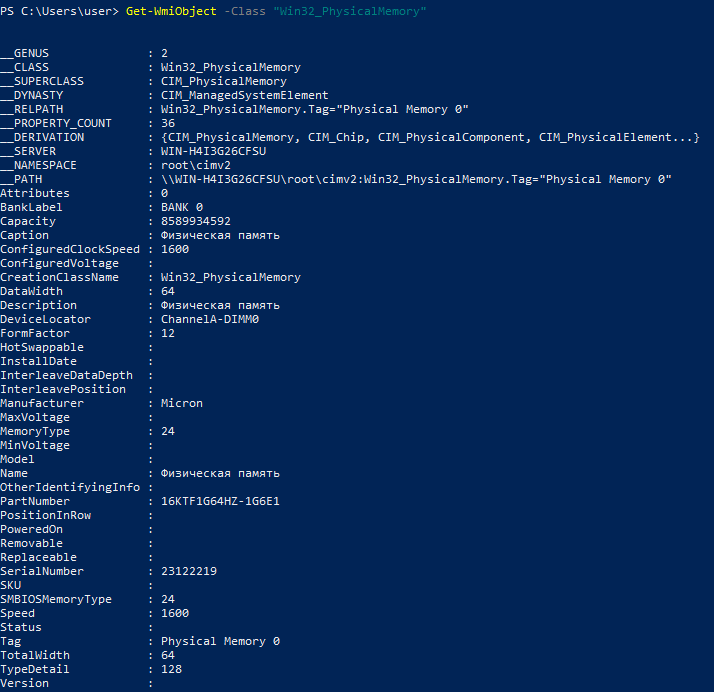 PS C:\Users\user> Get-WmiObject -Class "Win32_PhysicalMemory"
__GENUS : 2
__CLASS : Win32_PhysicalMemory
__SUPERCLASS : CIM_PhysicalMemory
__DYNASTY : CIM_ManagedSystemElement
__RELPATH : Win32_PhysicalMemory.Tag="Physical Memory 0"
__PROPERTY_COUNT : 36
__DERIVATION : {CIM_PhysicalMemory, CIM_Chip, CIM_PhysicalComponent, CIM_PhysicalElement...}
__SERVER : WIN-H4I3G26CFSU
__NAMESPACE : root\cimv2
__PATH : \\WIN-H4I3G26CFSU\root\cimv2:Win32_PhysicalMemory.Tag="Physical Memory 0"
Attributes : 0
BankLabel : BANK 0
Capacity : 8589934592
Caption : Физическая память
ConfiguredClockSpeed : 1600
ConfiguredVoltage :
CreationClassName : Win32_PhysicalMemory
DataWidth : 64
Description : Физическая память
DeviceLocator : ChannelA-DIMM0
FormFactor : 12
HotSwappable :
InstallDate :
InterleaveDataDepth :
InterleavePosition :
Manufacturer : Micron
MaxVoltage :
MemoryType : 24
MinVoltage :
Model :
Name : Физическая память
OtherIdentifyingInfo :
PartNumber : 16KTF1G64HZ-1G6E1
PositionInRow :
PoweredOn :
Removable :
Replaceable :
SerialNumber : 23122219
SKU :
SMBIOSMemoryType : 24
Speed : 1600
Status :
Tag : Physical Memory 0
TotalWidth : 64
TypeDetail : 128
Version :